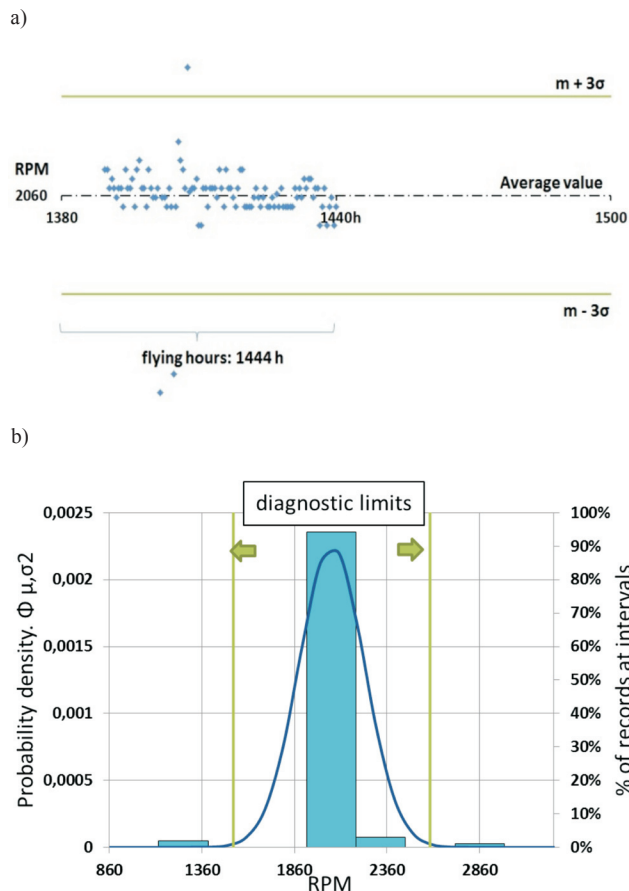 a)
m + 3σ
RPM
Average value
2060
1380
1440h
1500
m - 3σ
flying hours: 1444 h
b)
diagnostic limits
0,0025
0,002
0,0015
0,001
0,0005
0
Probability density. Φ μ,σ2
100%
90%
80%
70%
60%
50%
40%
30%
20%
10%
0%
% of records at intervals
860
1360
1860
2360
2860
RPM